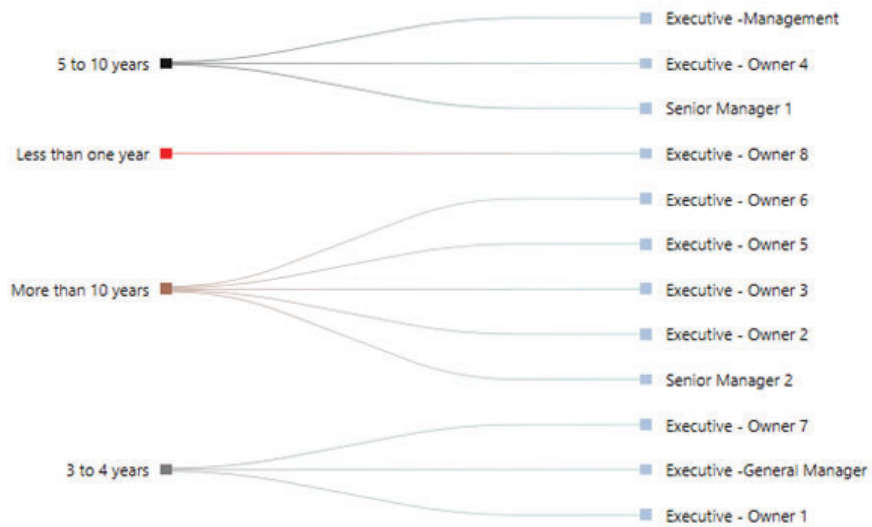 5 to 10 years
Executive -Management
Executive - Owner 4
Senior Manager 1
Less than one year
Executive - Owner 8
More than 10 years
Executive - Owner 6
Executive - Owner 5
Executive - Owner 3
Executive - Owner 2
Senior Manager 2
3 to 4 years
Executive - Owner 7
Executive -General Manager
Executive - Owner 1